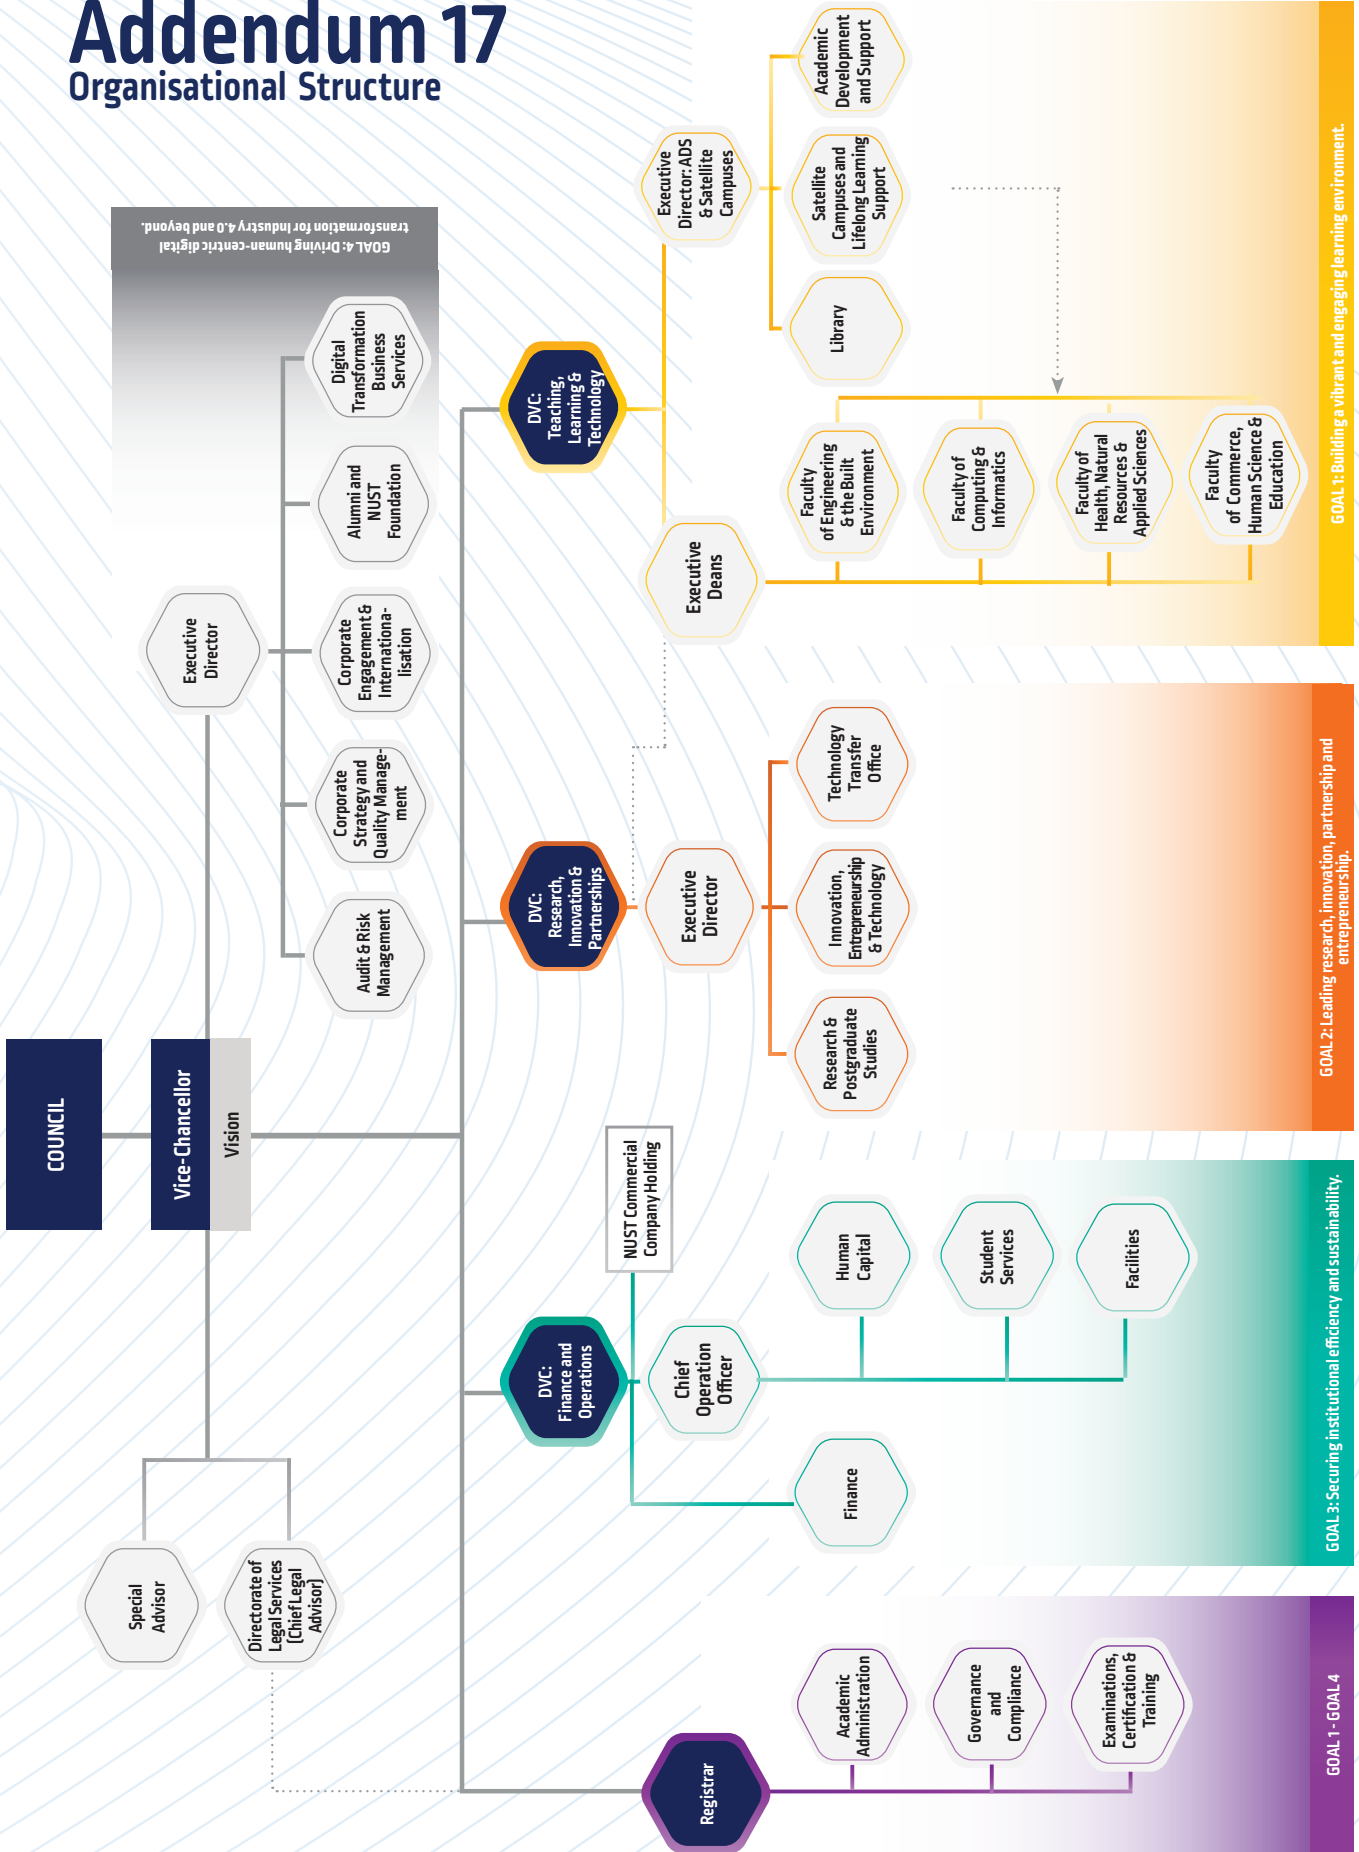 Addendum 17
Organisational Structure
COUNCIL
Vice-Chancellor
Vision
Special
Advisor
Directorate of
Legal Services
(Chief Legal
Advisor)
Executive
Director
Audit & Risk
Management
Corporate
Strategy and
Quality Manage-
ment
Corporate
Engagement &
Internationa-
lisation
Alumni and
NUST
Foundation
Digital
Transformation
Business
Services
GOAL 4: Driving human-centric digital
transformation for Industry 4.0 and beyond.
Registrar
Academic
Administration
Governance
and
Compliance
Examinations,
Certification &
Training
GOAL 1 - GOAL 4
DVC:
Finance and
Operations
NUST Commercial
Company Holding
Chief
Operation
Officer
Finance
Human
Capital
Student
Services
Facilities
GOAL 3: Securing institutional efficiency and sustainability.
DVC:
Research,
Innovation &
Partnerships
Executive
Director
Research &
Postgraduate
Studies
Innovation,
Entrepreneurship
& Technology
Technology
Transfer
Office
GOAL 2: Leading research, innovation, partnership and
entrepreneurship.
DVC:
Teaching,
Learning &
Technology
Executive
Deans
Faculty
of Engineering
& the Built
Environment
Faculty of
Computing &
Informatics
Faculty of
Health, Natural
Resources &
Applied Sciences
Faculty
of Commerce,
Human Science &
Education
Executive
Director: ADS
& Satellite
Campuses
Library
Satellite
Campuses and
Lifelong Learning
Support
Academic
Development
and Support
GOAL 1: Building a vibrant and engaging learning environment.